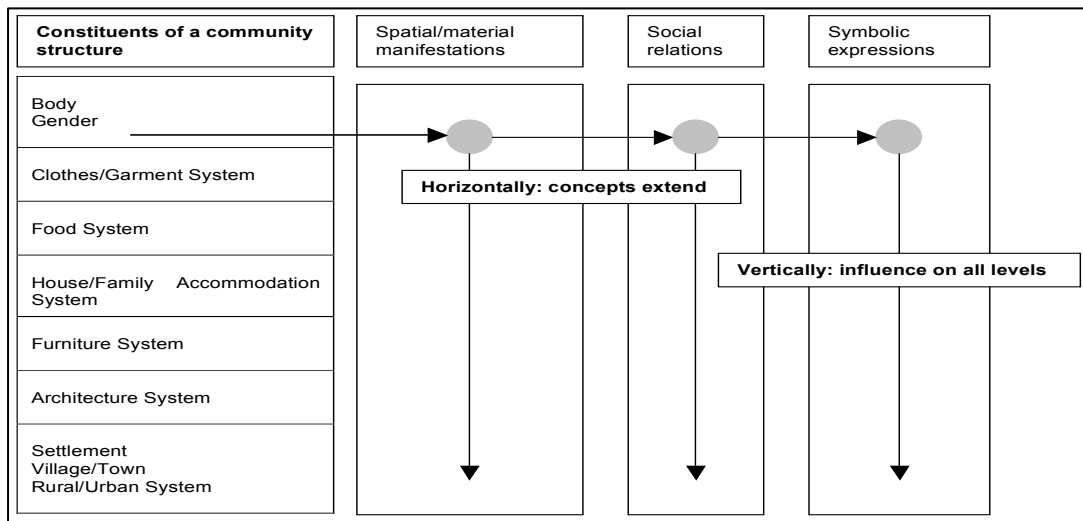 Constituents of a community
structure
Spatial/material
manifestations
Social
relations
Symbolic
expressions
Body
Gender
Clothes/Garment System
Horizontally: concepts extend
Food System
Vertically: influence on all levels
House/Family Accommodation
System
Furniture System
Architecture System
Settlement
Village/Town
Rural/Urban System